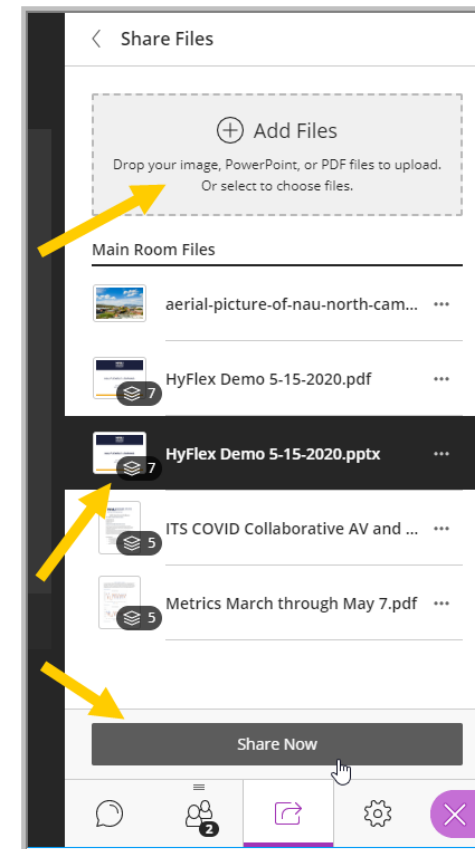 Share Files
Add Files
Drop your image, PowerPoint, or PDF files to upload.
Or select to choose files.
Main Room Files
aerial-picture-of-nau-north-cam...
HyFlex Demo 5-15-2020.pdf
7
HyFlex Demo 5-15-2020.pptx
7
ITS COVID Collaborative AV and ...
5
Metrics March through May 7.pdf
5
Share Now
2